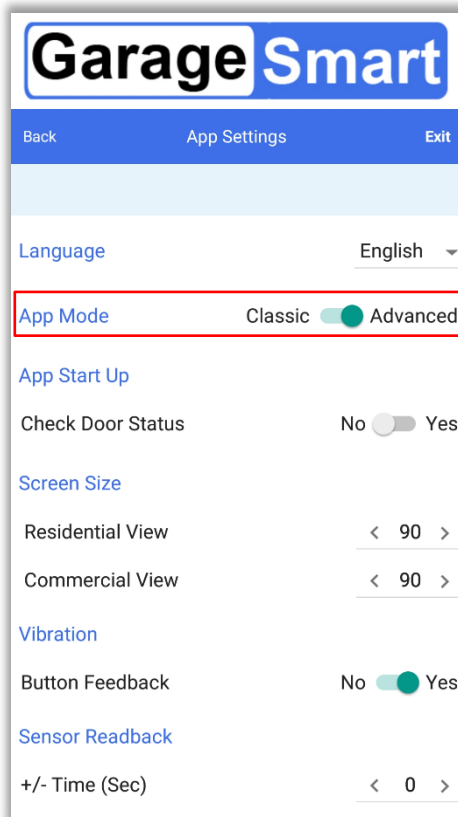 Garage Smart
Back App Settings Exit
Language English
App Mode Classic Advanced
App Start Up
Check Door Status No Yes
Screen Size
Residential View < 90 >
Commercial View < 90 >
Vibration
Button Feedback No Yes
Sensor Readback
+/- Time (Sec) < 0 >